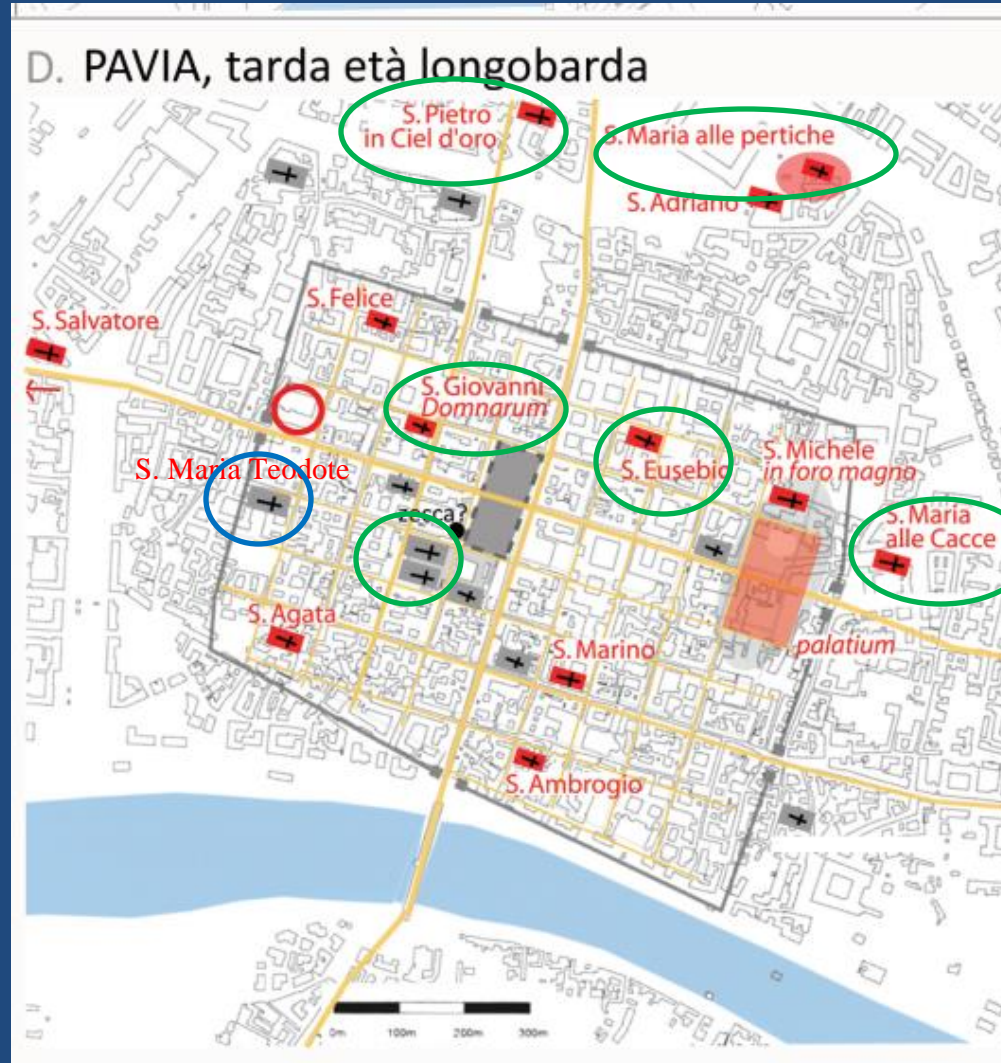 D. PAVIA, tarda età longobarda
S. Pietro
in Ciel d'oro
S. Maria alle pertiche
S. Adriano
S. Felice
S. Salvatore
S. Giovanni
Domnarum
S. Eusebio
S. Michele
in foro magno
S. Maria Teodote
zecca?
S. Maria
alle Cacce
S. Agata
S. Marino
palatium
S. Ambrogio
0m 100m 200m 300m